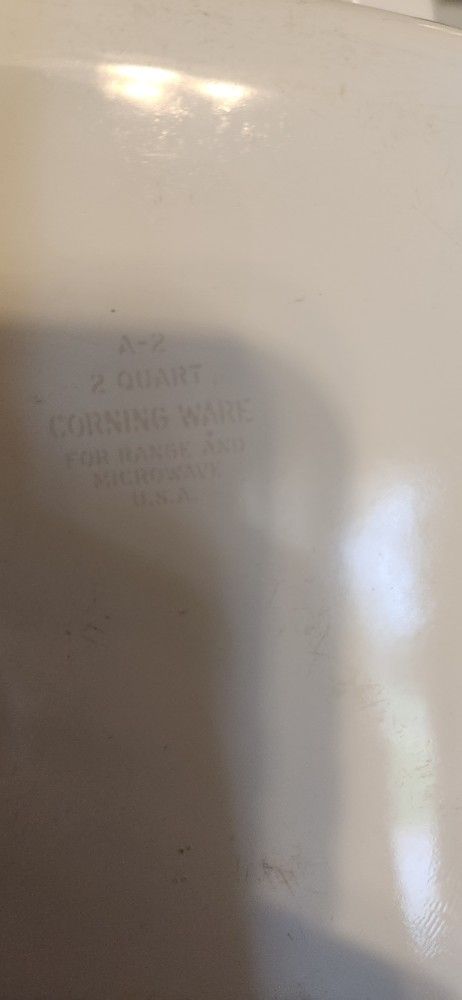 A-2
2 QUART
CORNING WARE
FOR RANGE AND
MICROWAVE
U.S.A.